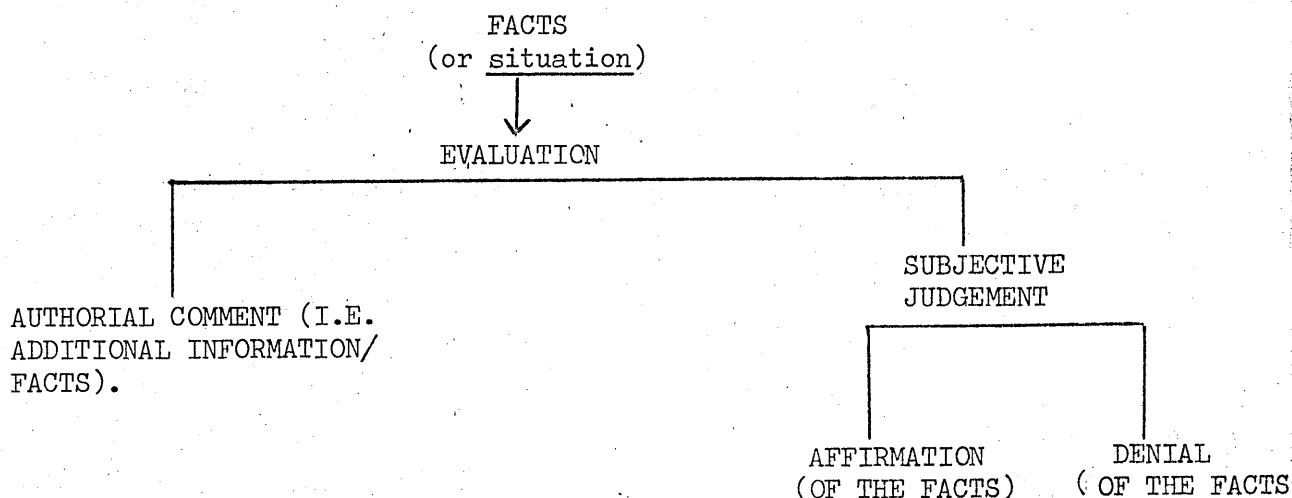 FACTS
(or situation)
EVALUATION
SUBJECTIVE
JUDGEMENT
AUTHORIAL COMMENT (I.E.
ADDITIONAL INFORMATION/
FACTS).
AFFIRMATION
(OF THE FACTS)
DENIAL
(OF THE FACTS